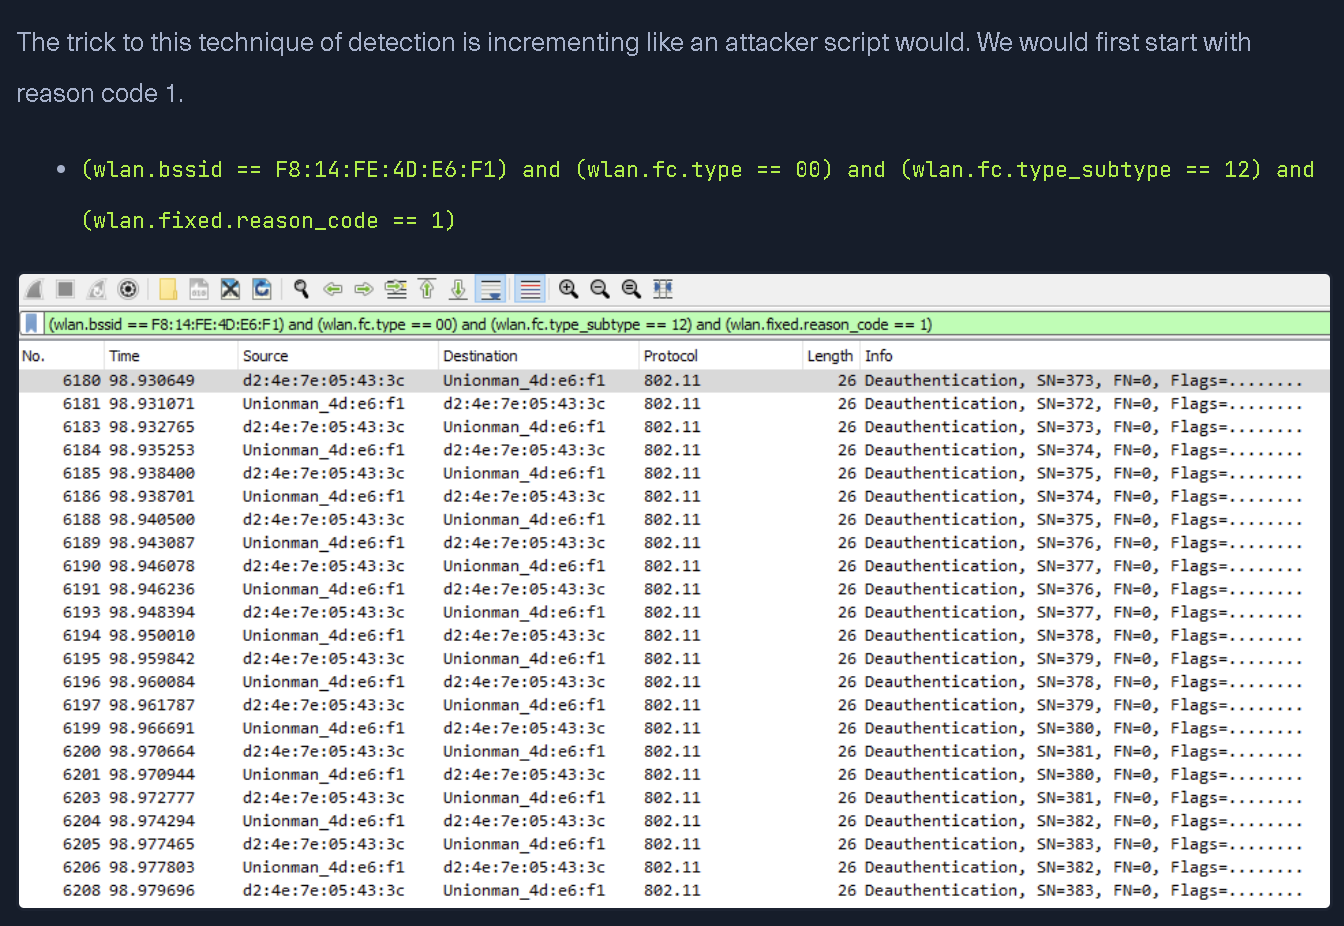 The trick to this technique of detection is incrementing like an attacker script would. We would first start with
reason code 1.
• (wlan.bssid == F8:14:FE:4D:E6:F1) and (wlan.fc.type == 00) and (wlan.fc.type_subtype == 12) and
(wlan.fixed.reason_code == 1)
(wlan.bssid == F8:14:FE:4D:E6:F1) and (wlan.fc.type == 00) and (wlan.fc.type_subtype == 12) and (wlan.fixed.reason_code == 1)
No. Time Source Destination Protocol Length Info
6180 98.930649 d2:4e:7e:05:43:3c Unionman_4d:e6:f1 802.11 26 Deauthentication, SN=373, FN=0, Flags=........
6181 98.931071 Unionman_4d:e6:f1 d2:4e:7e:05:43:3c 802.11 26 Deauthentication, SN=372, FN=0, Flags=........
6183 98.932765 d2:4e:7e:05:43:3c Unionman_4d:e6:f1 802.11 26 Deauthentication, SN=373, FN=0, Flags=........
6184 98.935253 Unionman_4d:e6:f1 d2:4e:7e:05:43:3c 802.11 26 Deauthentication, SN=374, FN=0, Flags=........
6185 98.938400 d2:4e:7e:05:43:3c Unionman_4d:e6:f1 802.11 26 Deauthentication, SN=375, FN=0, Flags=........
6186 98.938701 Unionman_4d:e6:f1 d2:4e:7e:05:43:3c 802.11 26 Deauthentication, SN=374, FN=0, Flags=........
6188 98.940500 d2:4e:7e:05:43:3c Unionman_4d:e6:f1 802.11 26 Deauthentication, SN=375, FN=0, Flags=........
6189 98.943087 Unionman_4d:e6:f1 d2:4e:7e:05:43:3c 802.11 26 Deauthentication, SN=376, FN=0, Flags=........
6190 98.946078 d2:4e:7e:05:43:3c Unionman_4d:e6:f1 802.11 26 Deauthentication, SN=377, FN=0, Flags=........
6191 98.946236 Unionman_4d:e6:f1 d2:4e:7e:05:43:3c 802.11 26 Deauthentication, SN=376, FN=0, Flags=........
6193 98.948394 d2:4e:7e:05:43:3c Unionman_4d:e6:f1 802.11 26 Deauthentication, SN=377, FN=0, Flags=........
6194 98.950010 Unionman_4d:e6:f1 d2:4e:7e:05:43:3c 802.11 26 Deauthentication, SN=378, FN=0, Flags=........
6195 98.959842 d2:4e:7e:05:43:3c Unionman_4d:e6:f1 802.11 26 Deauthentication, SN=379, FN=0, Flags=........
6196 98.960084 Unionman_4d:e6:f1 d2:4e:7e:05:43:3c 802.11 26 Deauthentication, SN=378, FN=0, Flags=........
6197 98.961787 d2:4e:7e:05:43:3c Unionman_4d:e6:f1 802.11 26 Deauthentication, SN=379, FN=0, Flags=........
6199 98.966691 Unionman_4d:e6:f1 d2:4e:7e:05:43:3c 802.11 26 Deauthentication, SN=380, FN=0, Flags=........
6200 98.970664 d2:4e:7e:05:43:3c Unionman_4d:e6:f1 802.11 26 Deauthentication, SN=381, FN=0, Flags=........
6201 98.970944 Unionman_4d:e6:f1 d2:4e:7e:05:43:3c 802.11 26 Deauthentication, SN=380, FN=0, Flags=........
6203 98.972777 d2:4e:7e:05:43:3c Unionman_4d:e6:f1 802.11 26 Deauthentication, SN=381, FN=0, Flags=........
6204 98.974294 Unionman_4d:e6:f1 d2:4e:7e:05:43:3c 802.11 26 Deauthentication, SN=382, FN=0, Flags=........
6205 98.977465 d2:4e:7e:05:43:3c Unionman_4d:e6:f1 802.11 26 Deauthentication, SN=383, FN=0, Flags=........
6206 98.977803 Unionman_4d:e6:f1 d2:4e:7e:05:43:3c 802.11 26 Deauthentication, SN=382, FN=0, Flags=........
6208 98.979696 d2:4e:7e:05:43:3c Unionman_4d:e6:f1 802.11 26 Deauthentication, SN=383, FN=0, Flags=........